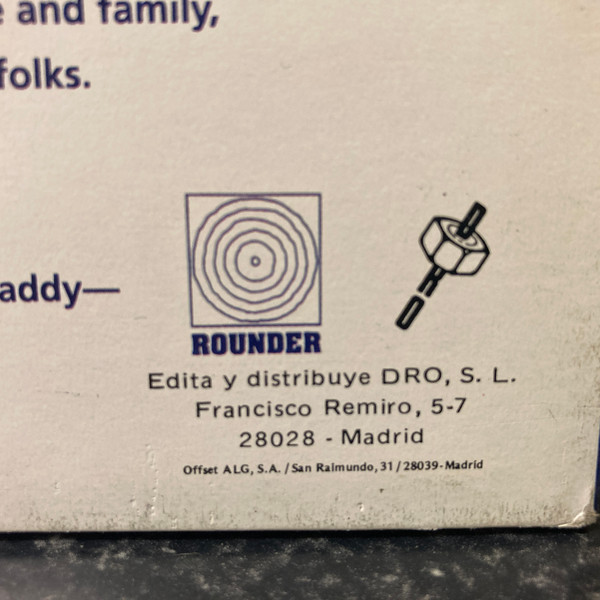 and family,
folks.
addy—
ROUNDER
Edita y distribuye DRO, S. L.
Francisco Remiro, 5-7
28028 - Madrid
Offset ALG, S.A. / San Raimundo, 31 / 28039-Madrid